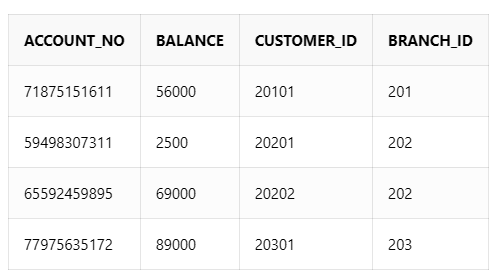 ACCOUNT_NO BALANCE CUSTOMER_ID BRANCH_ID
71875151611 56000 20101 201
59498307311 2500 20201 202
65592459895 69000 20202 202
77975635172 89000 20301 203